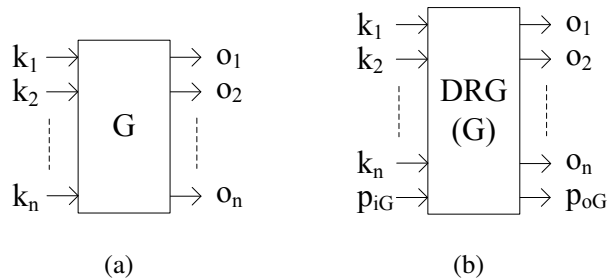 k1 o1
k2 o2
G
kn on
(a)
k1 o1
k2 o2
DRG
(G)
kn on
piG poG
(b)